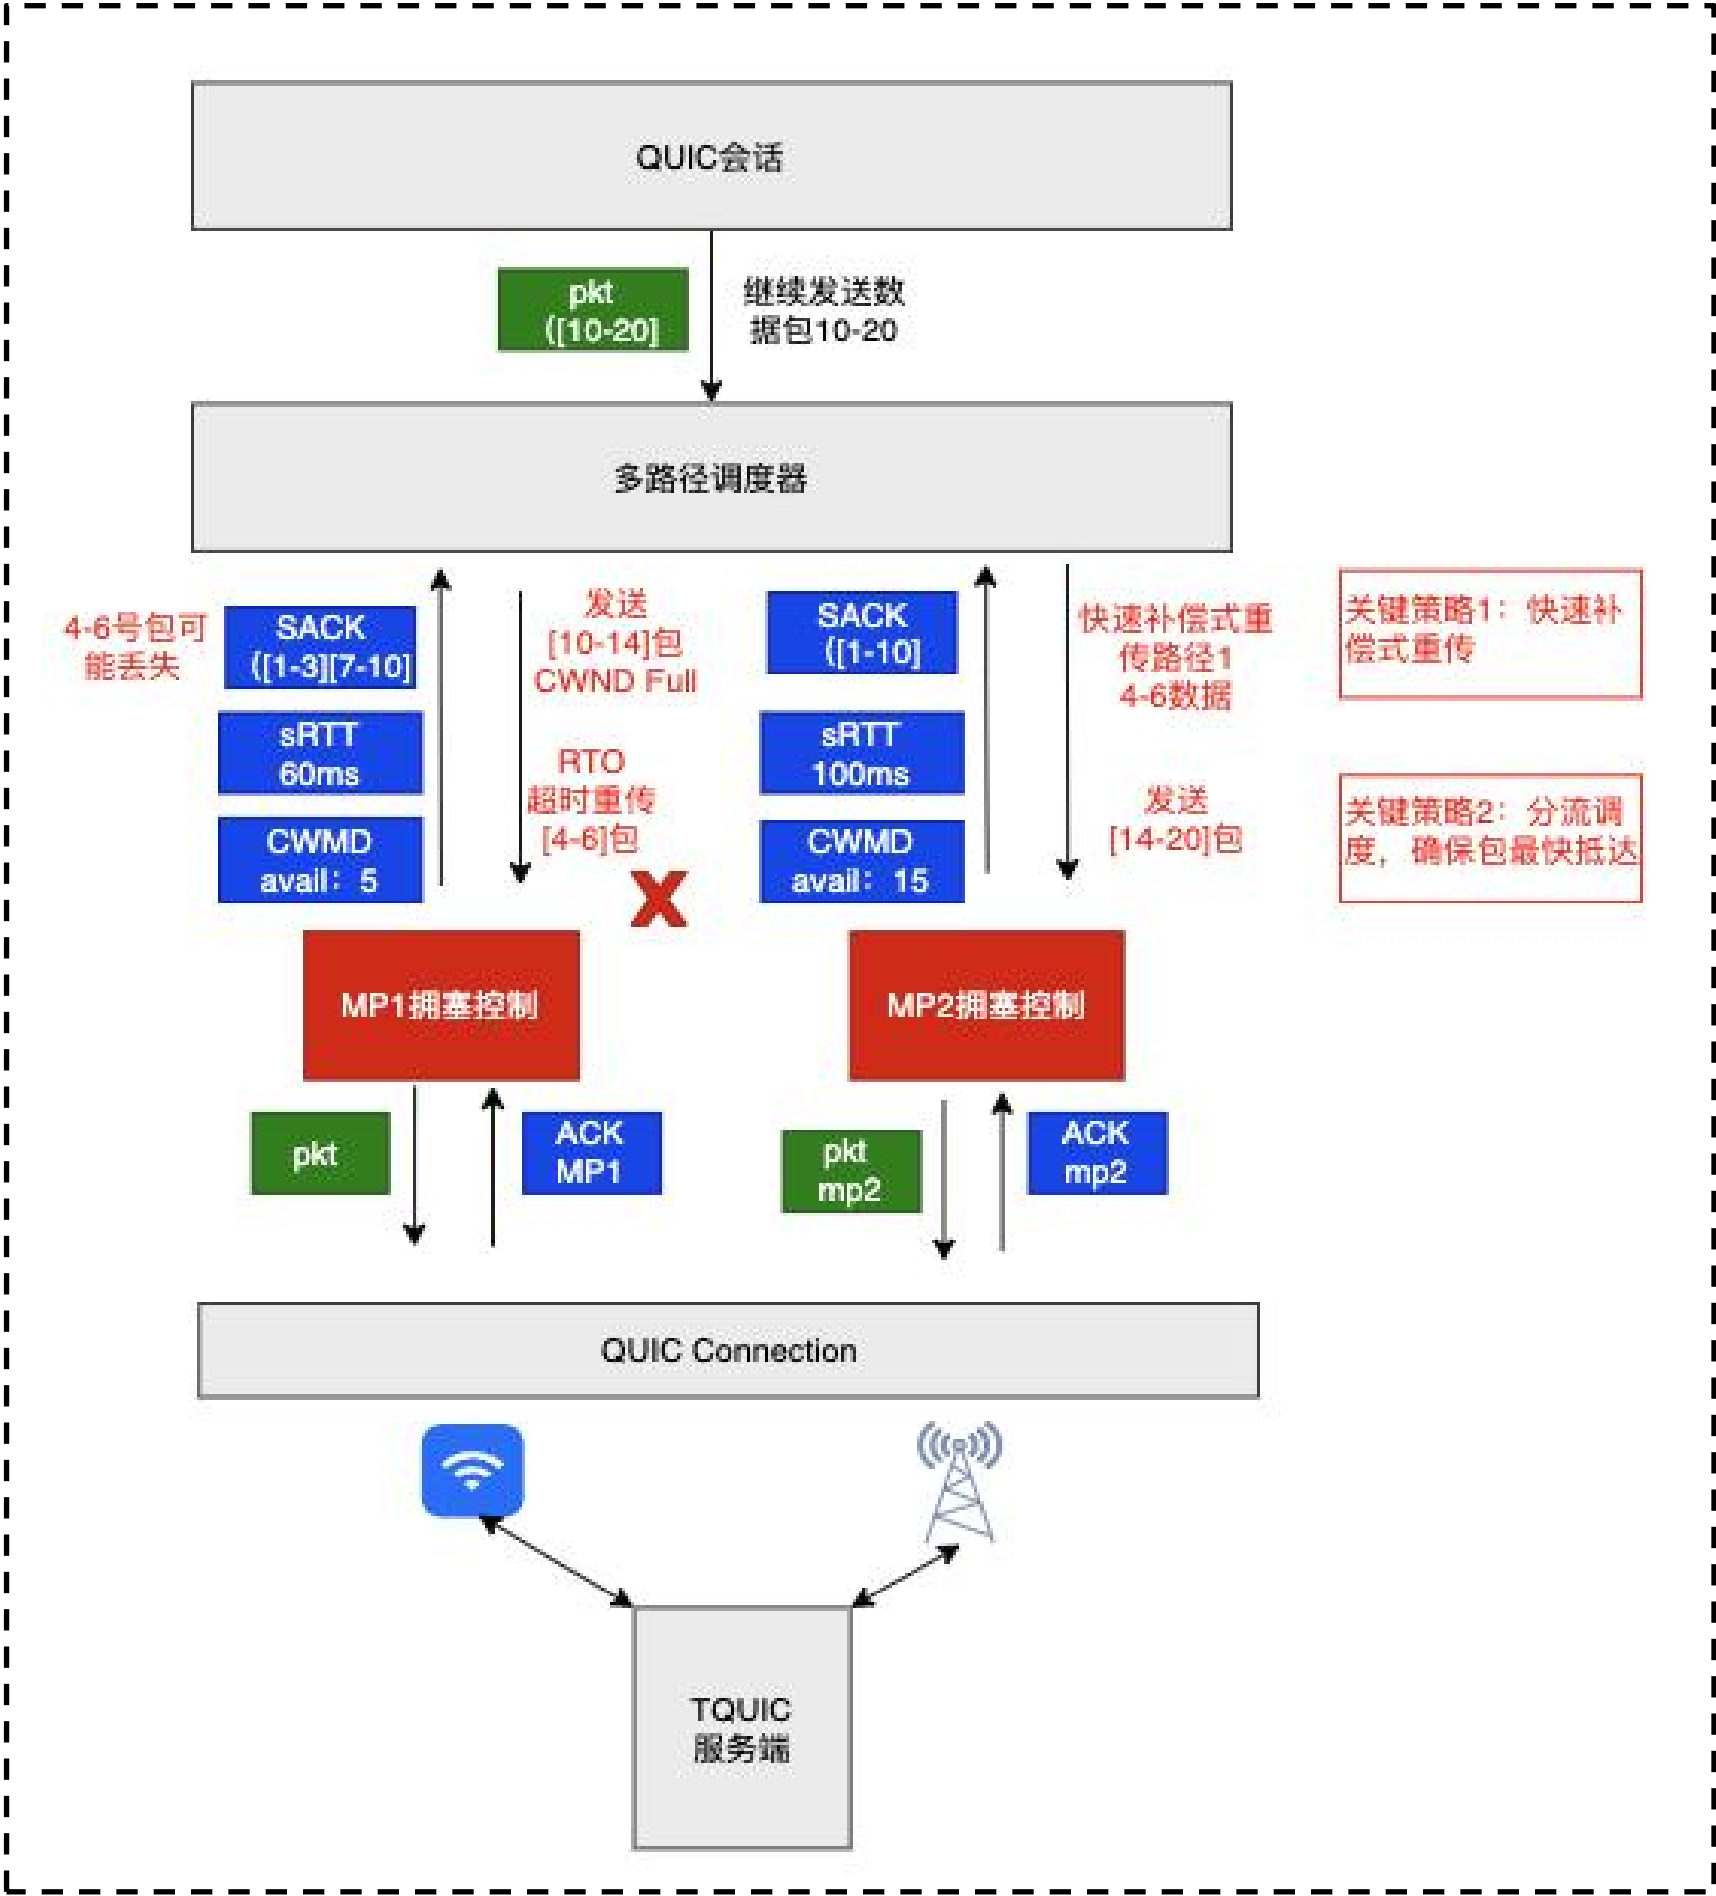 QUIC会话
pkt
([10-20]
继续发送数
据包10-20
多路径调度器
4-6号包可
能丢失
SACK
([1-3][7-10]
sRTT
60ms
CWMD
avail：5
发送
[10-14]包
CWND Full
RTO
超时重传
[4-6]包
X
SACK
([1-10]
sRTT
100ms
CWMD
avail：15
快速补偿式重
传路径1
4-6数据
发送
[14-20]包
关键策略1：快速补
偿式重传
关键策略2：分流调
度，确保包最快抵达
MP1拥塞控制
MP2拥塞控制
pkt
ACK
MP1
pkt
mp2
ACK
mp2
QUIC Connection
TQUIC
服务端